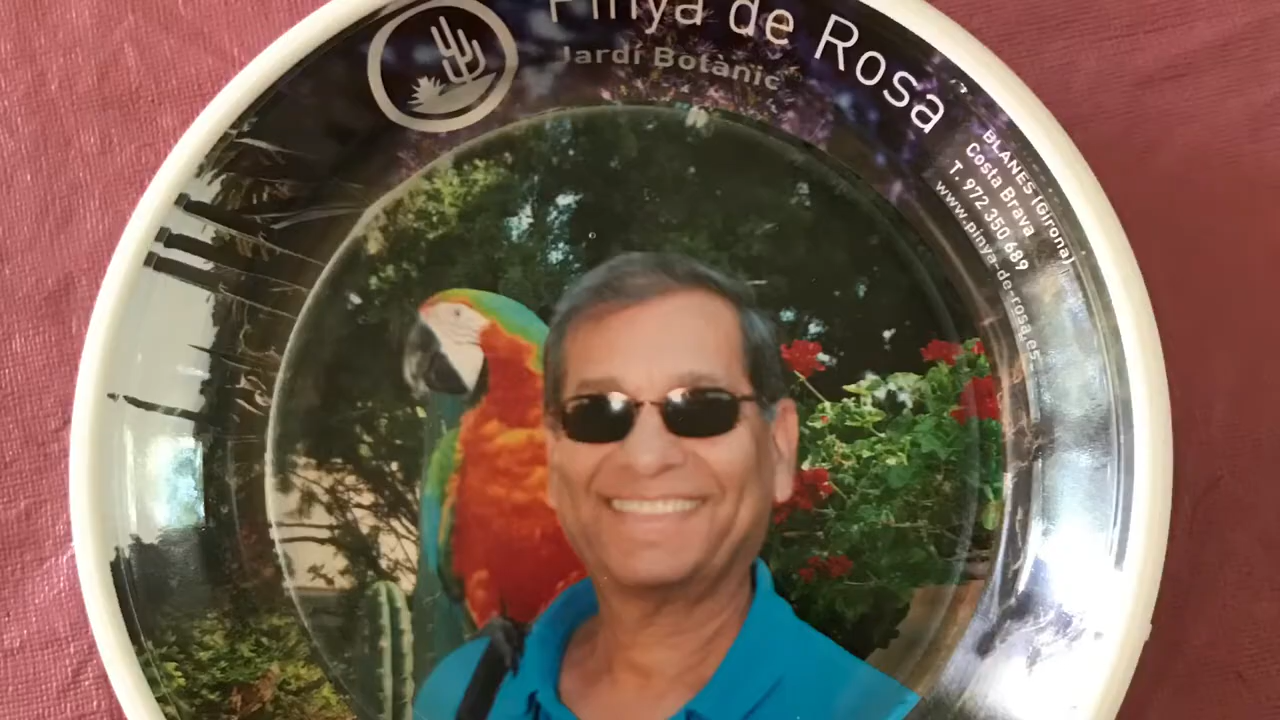 Pinya de Rosa
Jardí Botànic
BLANES (Girona)
Costa Brava
T. 972 350 689
www.pinya-de-rosa.es